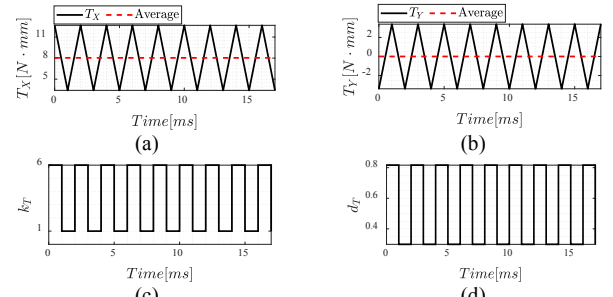 T_X Average
11
8
5
T_X[N · mm]
0 5 10 15
Time[ms]
(a)
T_Y Average
2
0
-2
T_Y[N · mm]
0 5 10 15
Time[ms]
(b)
6
1
k_T
0 5 10 15
Time[ms]
(c)
0.8
0.6
0.4
d_T
0 5 10 15
Time[ms]
(d)